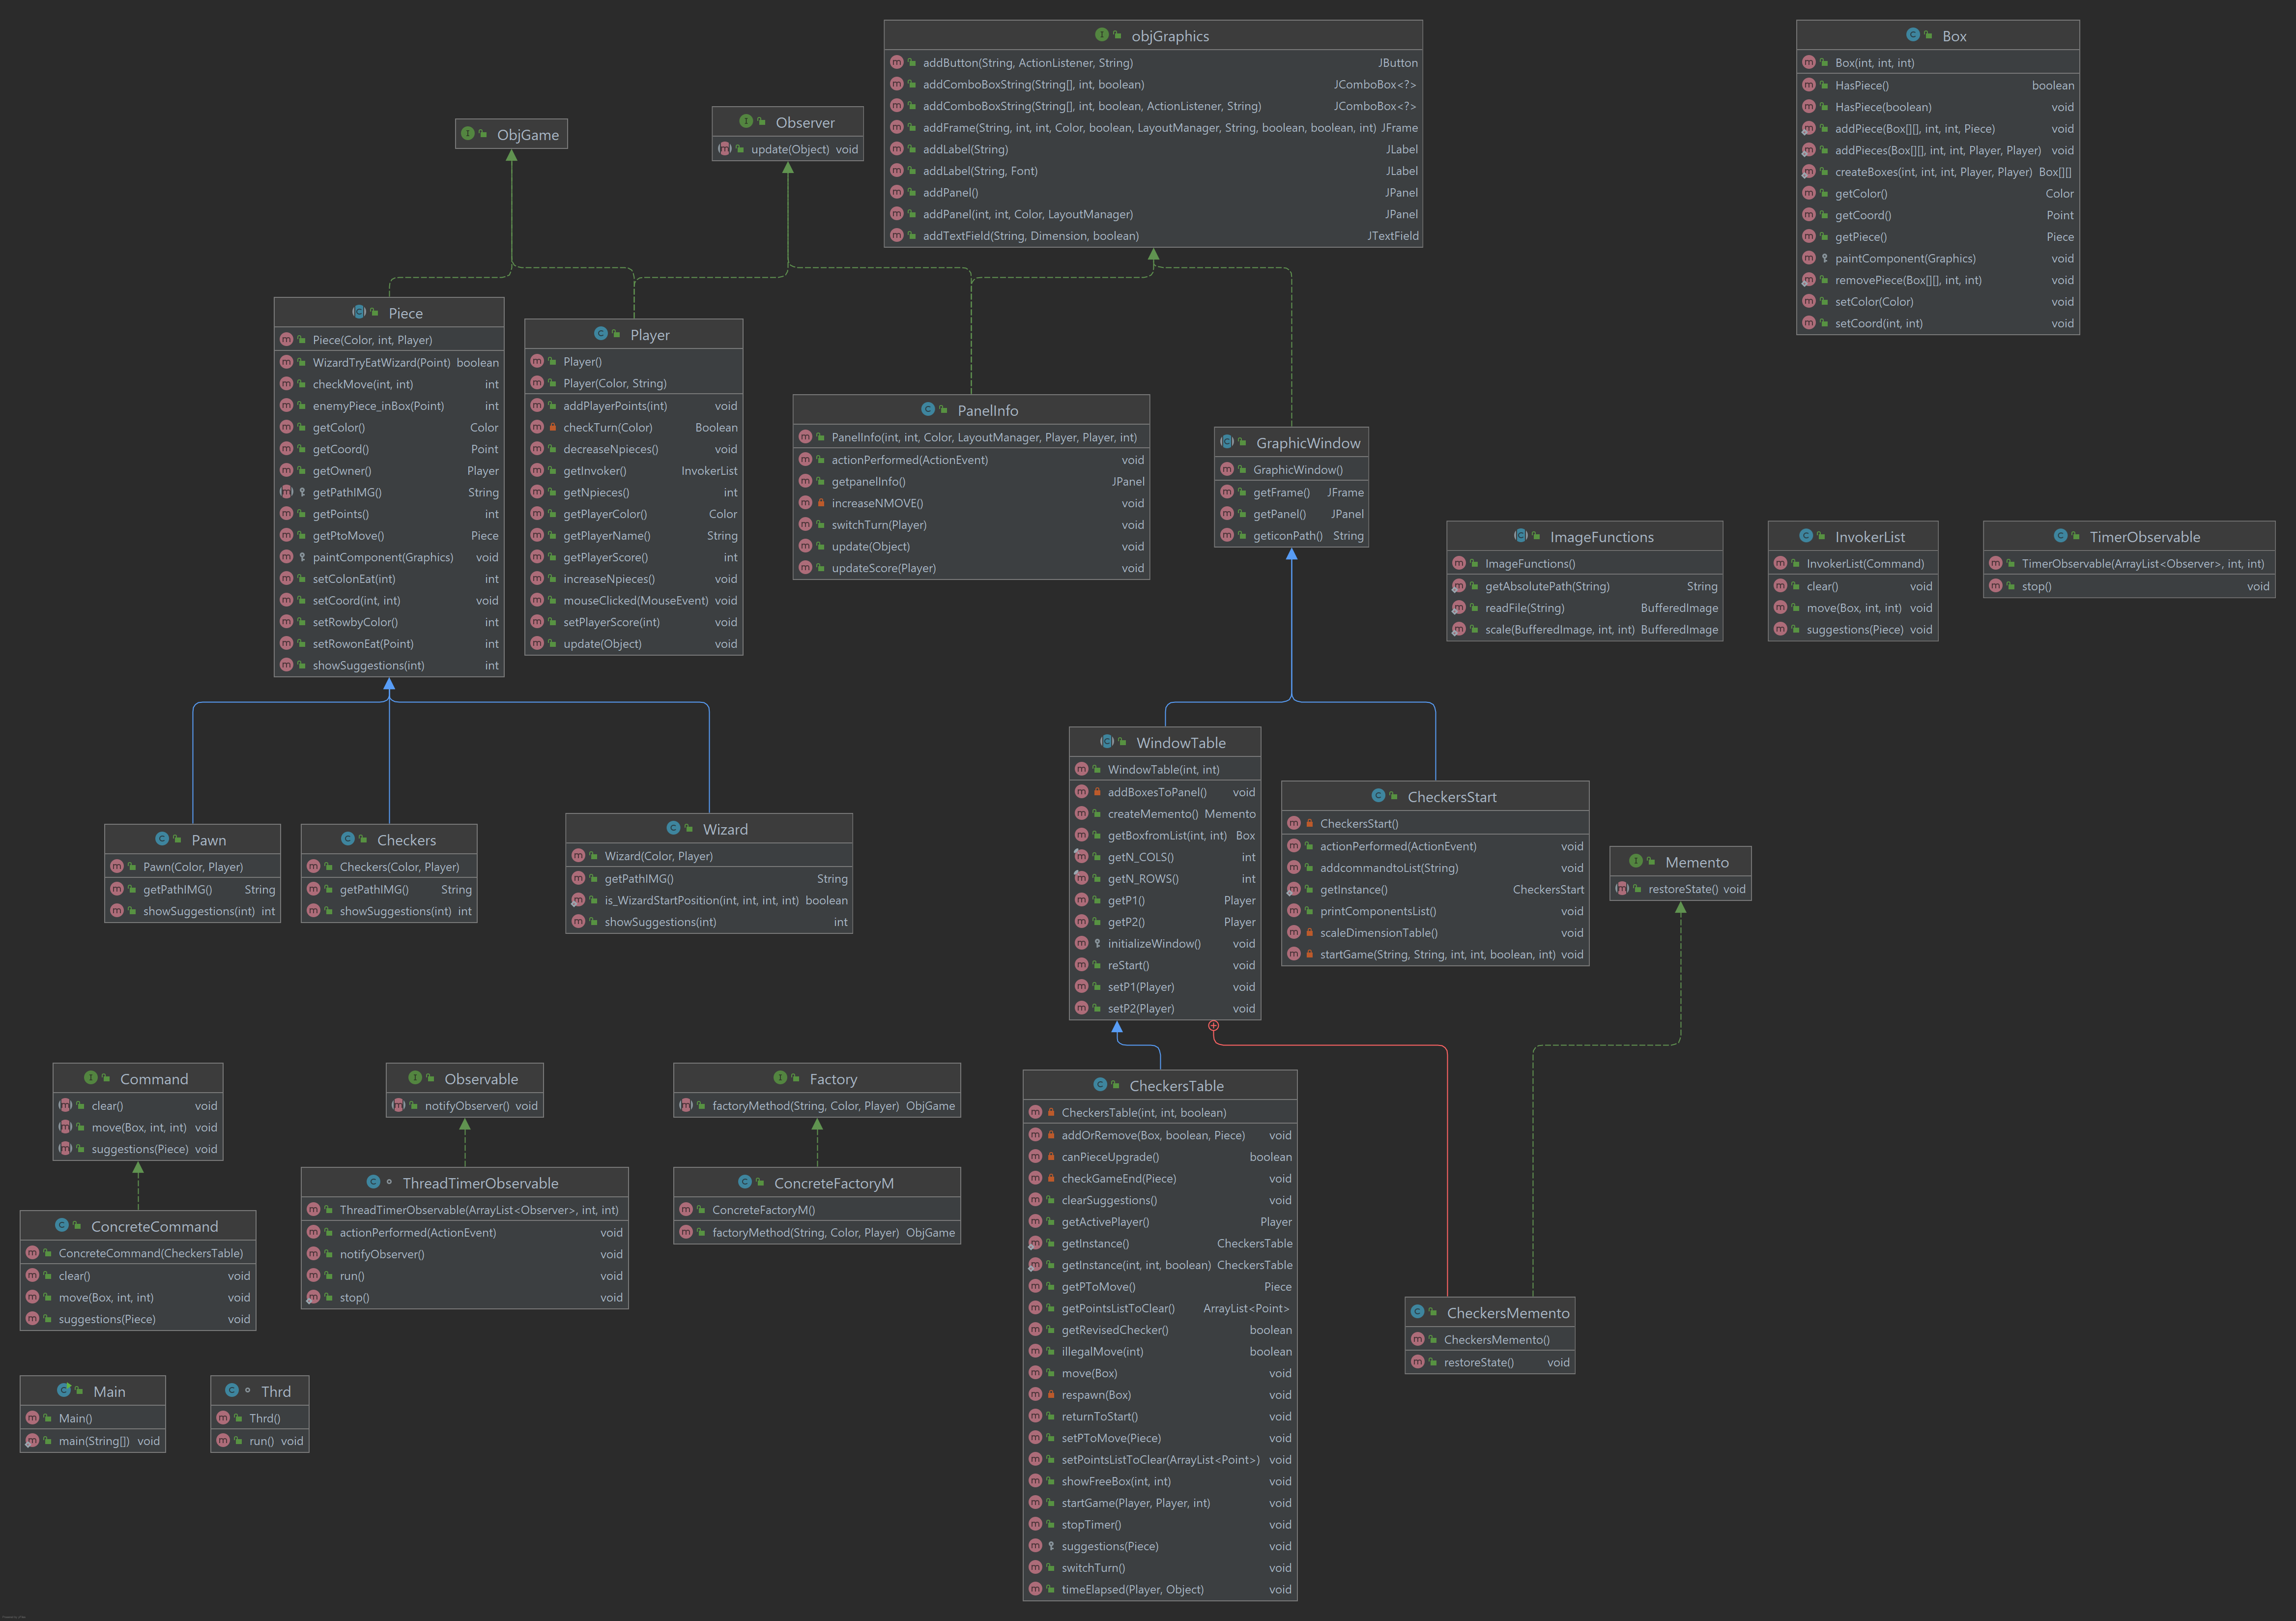 objGraphics
addButton(String, ActionListener, String) JButton
addComboBoxString(String[], int, boolean) JComboBox<?>
addComboBoxString(String[], int, boolean, ActionListener, String) JComboBox<?>
addFrame(String, int, int, Color, boolean, LayoutManager, String, boolean, boolean, int) JFrame
addLabel(String) JLabel
addLabel(String, Font) JLabel
addPanel() JPanel
addPanel(int, int, Color, LayoutManager) JPanel
addTextField(String, Dimension, boolean) JTextField
Box
Box(int, int, int)
HasPiece() boolean
HasPiece(boolean) void
addPiece(Box[][], int, int, Piece) void
addPieces(Box[][], int, int, Player, Player) void
createBoxes(int, int, int, Player, Player) Box[][]
getColor() Color
getCoord() Point
getPiece() Piece
paintComponent(Graphics) void
removePiece(Box[][], int, int) void
setColor(Color) void
setCoord(int, int) void
ObjGame
Observer
update(Object) void
Piece
Piece(Color, int, Player)
WizardTryEatWizard(Point) boolean
checkMove(int, int) int
enemyPiece_inBox(Point) int
getColor() Color
getCoord() Point
getOwner() Player
getPathIMG() String
getPoints() int
getPtoMove() Piece
paintComponent(Graphics) void
setColonEat(int) int
setCoord(int, int) void
setRowbyColor() int
setRowonEat(Point) int
showSuggestions(int) int
Player
Player()
Player(Color, String)
addPlayerPoints(int) void
checkTurn(Color) Boolean
decreaseNpieces() void
getInvoker() InvokerList
getNpieces() int
getPlayerColor() Color
getPlayerName() String
getPlayerScore() int
increaseNpieces() void
mouseClicked(MouseEvent) void
setPlayerScore(int) void
update(Object) void
PanelInfo
PanelInfo(int, int, Color, LayoutManager, Player, Player, int)
actionPerformed(ActionEvent) void
getpanelInfo() JPanel
increaseNMOVE() void
switchTurn(Player) void
update(Object) void
updateScore(Player) void
GraphicWindow
GraphicWindow()
getFrame() JFrame
getPanel() JPanel
geticonPath() String
ImageFunctions
ImageFunctions()
getAbsolutePath(String) String
readFile(String) BufferedImage
scale(BufferedImage, int, int) BufferedImage
InvokerList
InvokerList(Command)
clear() void
move(Box, int, int) void
suggestions(Piece) void
TimerObservable
TimerObservable(ArrayList<Observer>, int, int)
stop() void
Pawn
Pawn(Color, Player)
getPathIMG() String
showSuggestions(int) int
Checkers
Checkers(Color, Player)
getPathIMG() String
showSuggestions(int) int
Wizard
Wizard(Color, Player)
getPathIMG() String
is_WizardStartPosition(int, int, int, int) boolean
showSuggestions(int) int
WindowTable
WindowTable(int, int)
addBoxesToPanel() void
createMemento() Memento
getBoxfromList(int, int) Box
getN_COLS() int
getN_ROWS() int
getP1() Player
getP2() Player
initializeWindow() void
reStart() void
setP1(Player) void
setP2(Player) void
CheckersStart
CheckersStart()
actionPerformed(ActionEvent) void
addcommandtoList(String) void
getInstance() CheckersStart
printComponentsList() void
scaleDimensionTable() void
startGame(String, String, int, int, boolean, int) void
Memento
restoreState() void
Command
clear() void
move(Box, int, int) void
suggestions(Piece) void
Observable
notifyObserver() void
Factory
factoryMethod(String, Color, Player) ObjGame
ConcreteCommand
ConcreteCommand(CheckersTable)
clear() void
move(Box, int, int) void
suggestions(Piece) void
ThreadTimerObservable
ThreadTimerObservable(ArrayList<Observer>, int, int)
actionPerformed(ActionEvent) void
notifyObserver() void
run() void
stop() void
ConcreteFactoryM
ConcreteFactoryM()
factoryMethod(String, Color, Player) ObjGame
CheckersTable
CheckersTable(int, int, boolean)
addOrRemove(Box, boolean, Piece) void
canPieceUpgrade() boolean
checkGameEnd(Piece) void
clearSuggestions() void
getActivePlayer() Player
getInstance() CheckersTable
getInstance(int, int, boolean) CheckersTable
getPToMove() Piece
getPointsListToClear() ArrayList<Point>
getRevisedChecker() boolean
illegalMove(int) boolean
move(Box) void
respawn(Box) void
returnToStart() void
setPToMove(Piece) void
setPointsListToClear(ArrayList<Point>) void
showFreeBox(int, int) void
startGame(Player, Player, int) void
stopTimer() void
suggestions(Piece) void
switchTurn() void
timeElapsed(Player, Object) void
CheckersMemento
CheckersMemento()
restoreState() void
Main
Main()
main(String[]) void
Thrd
Thrd()
run() void